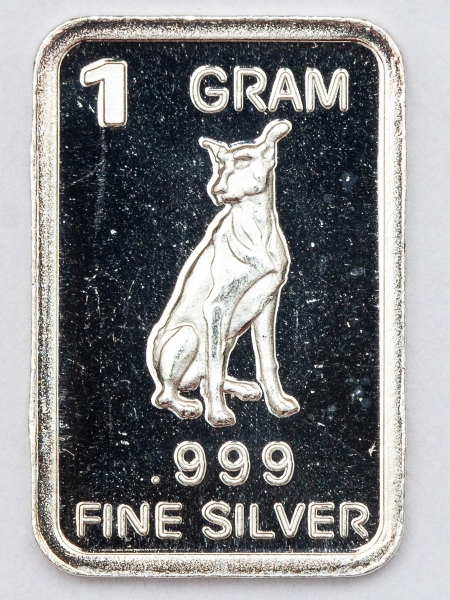 1 GRAM
.999
FINE SILVER